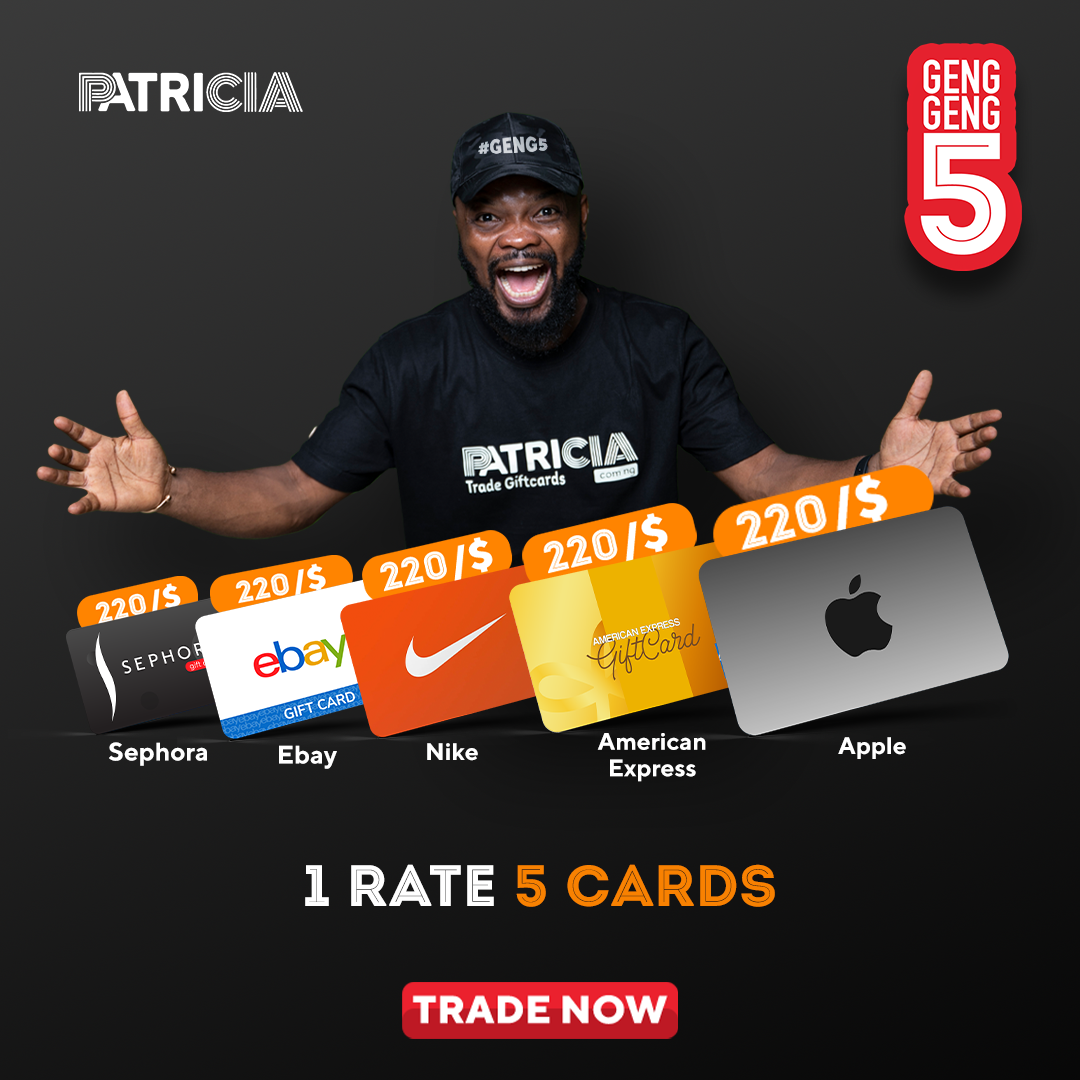 PATRICIA
GENG
GENG
5
#GENG5
PATRICIA
Trade Giftcards
com.ng
220/$
220/$
220/$
220/$
220/$
SEPHOR
ebay
GIFT CARD
AMERICAN EXPRESS
GiftCard
Sephora
Ebay
Nike
American
Express
Apple
1 RATE 5 CARDS
TRADE NOW